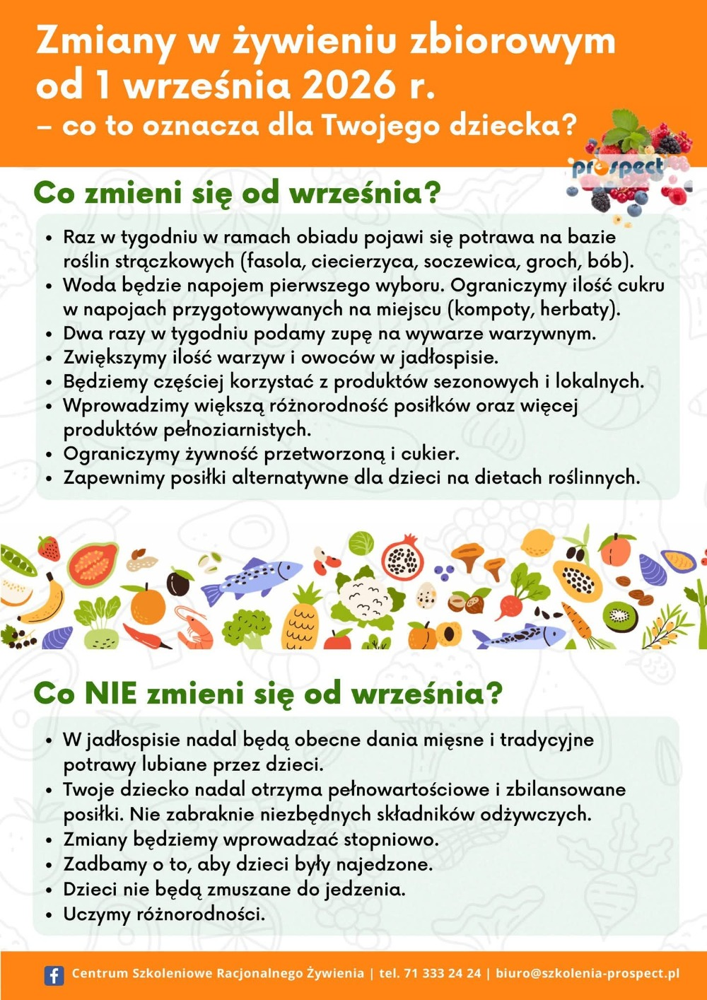 Zmiany w żywieniu zbiorowym
od 1 września 2026 r.
– co to oznacza dla Twojego dziecka?
prospect
Co zmieni się od września?
• Raz w tygodniu w ramach obiadu pojawi się potrawa na bazie
roślin strączkowych (fasola, ciecierzyca, soczewica, groch, bób).
• Woda będzie napojem pierwszego wyboru. Ograniczymy ilość cukru
w napojach przygotowywanych na miejscu (kompoty, herbaty).
• Dwa razy w tygodniu podamy zupę na wywarze warzywnym.
• Zwiększymy ilość warzyw i owoców w jadłospisie.
• Będziemy częściej korzystać z produktów sezonowych i lokalnych.
• Wprowadzimy większą różnorodność posiłków oraz więcej
produktów pełnoziarnistych.
• Ograniczymy żywność przetworzoną i cukier.
• Zapewnimy posiłki alternatywne dla dzieci na dietach roślinnych.
Co NIE zmieni się od września?
• W jadłospisie nadal będą obecne dania mięsne i tradycyjne
potrawy lubiane przez dzieci.
• Twoje dziecko nadal otrzyma pełnowartościowe i zbilansowane
posiłki. Nie zabraknie niezbędnych składników odżywczych.
• Zmiany będziemy wprowadzać stopniowo.
• Zadbamy o to, aby dzieci były najedzone.
• Dzieci nie będą zmuszane do jedzenia.
• Uczymy różnorodności.
Centrum Szkoleniowe Racjonalnego Żywienia | tel. 71 333 24 24 | biuro@szkolenia-prospect.pl